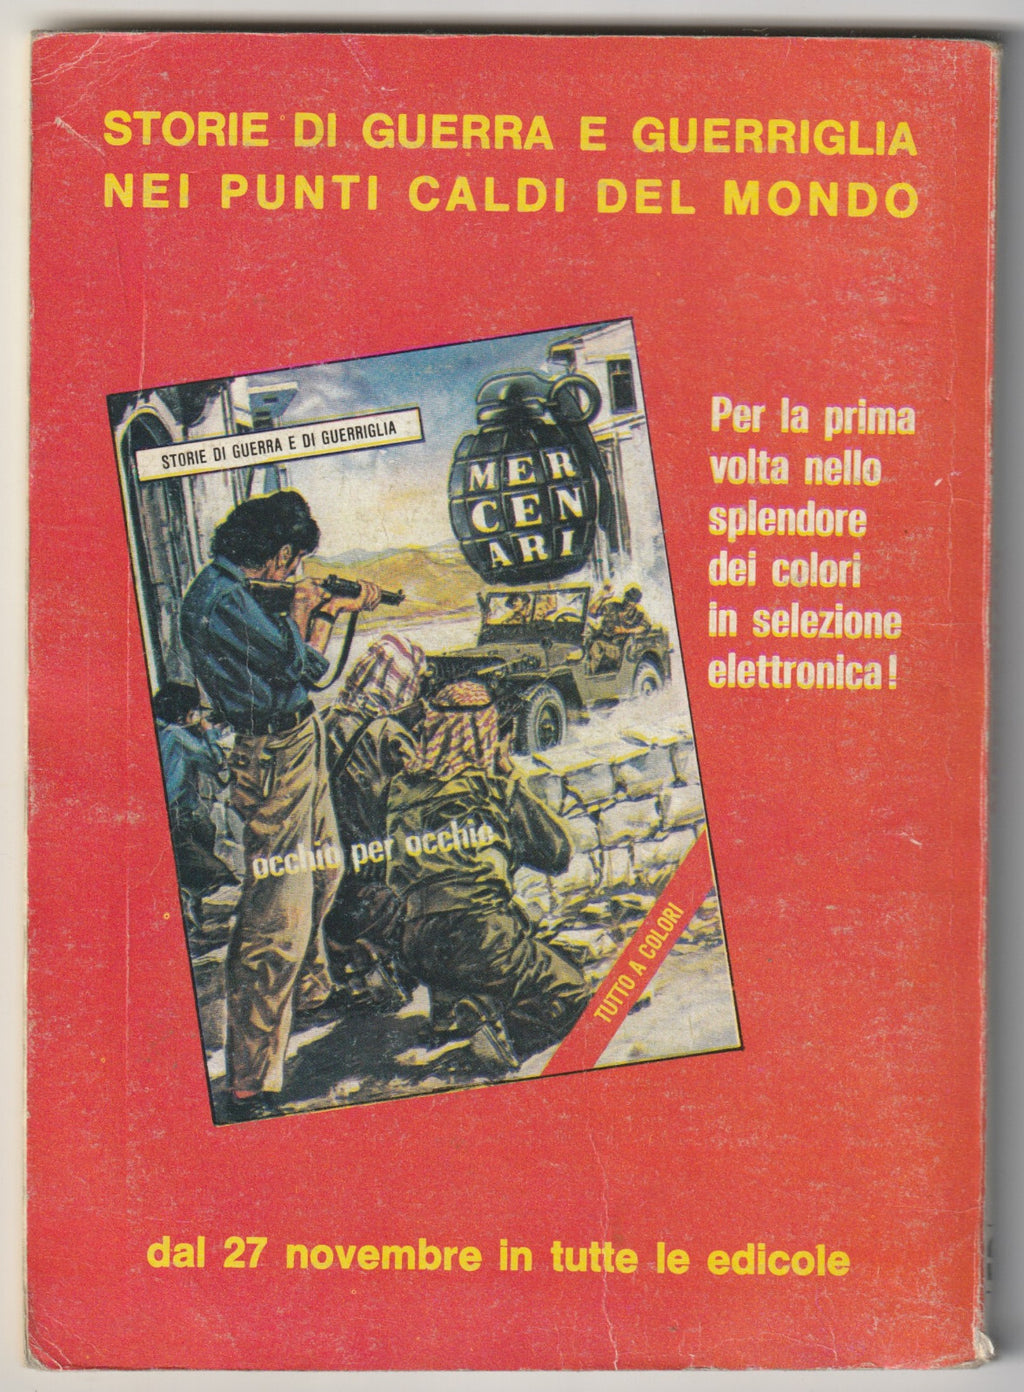 STORIE DI GUERRA E GUERRIGLIA
NEI PUNTI CALDI DEL MONDO
STORIE DI GUERRA E DI GUERRIGLIA
MER
CEN
ARI
occhio per occhio
TUTTO A COLORI
Per la prima
volta nello
splendore
dei colori
in selezione
elettronica!
dal 27 novembre in tutte le edicole